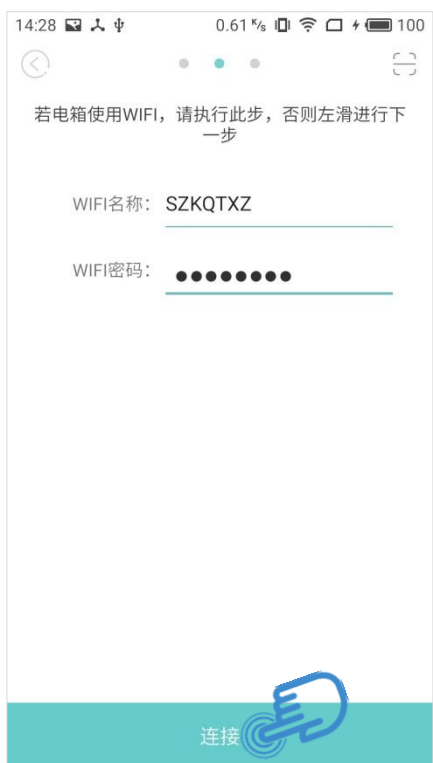 14:28 0.61 K/s 100
若电箱使用WIFI，请执行此步，否则左滑进行下
一步
WIFI名称： SZKQTXZ
WIFI密码： ●●●●●●●●
连接